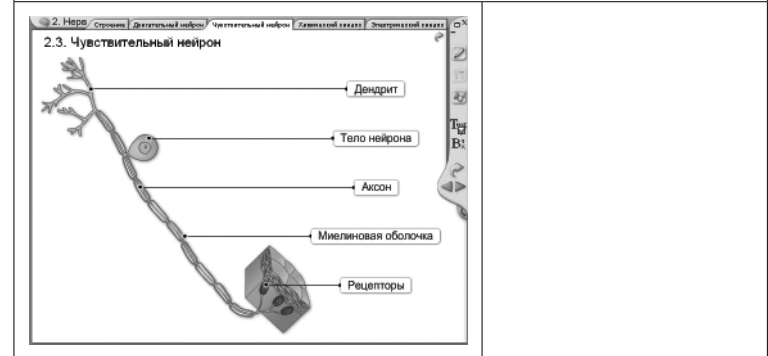 2. Нерв Строение Двигательный нейрон Чувствительный нейрон Химический синапс Электрический синапс
2.3. Чувствительный нейрон
Дендрит
Тело нейрона
Аксон
Миелиновая оболочка
Рецепторы